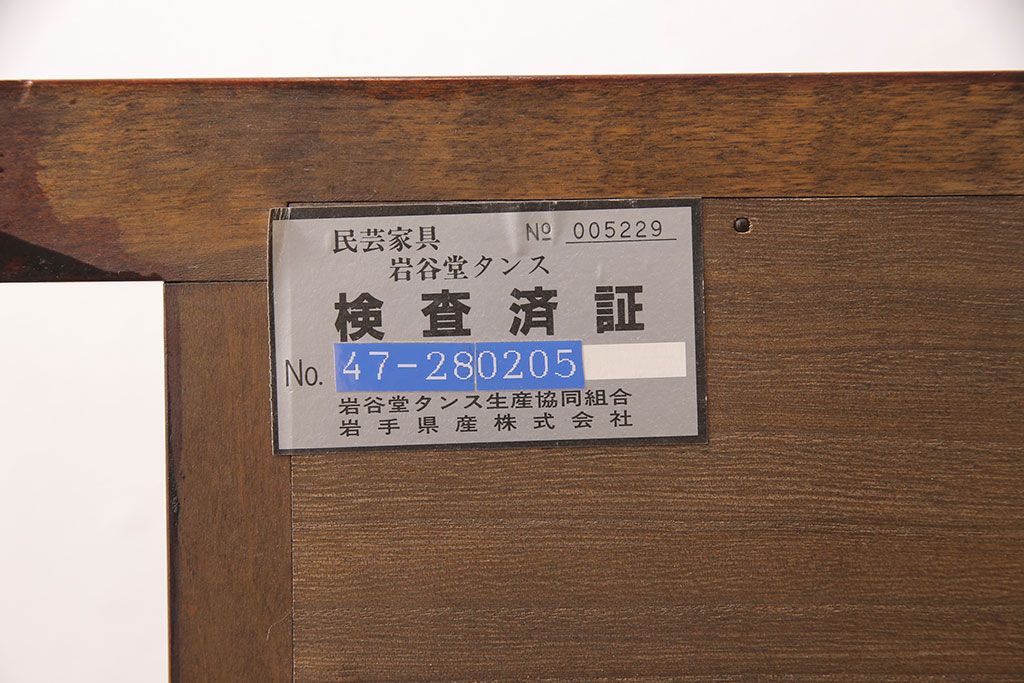 民芸家具 № 005229
岩谷堂タンス
検査済証
No. 47-280205
岩谷堂タンス生産協同組合
岩手県産株式会社